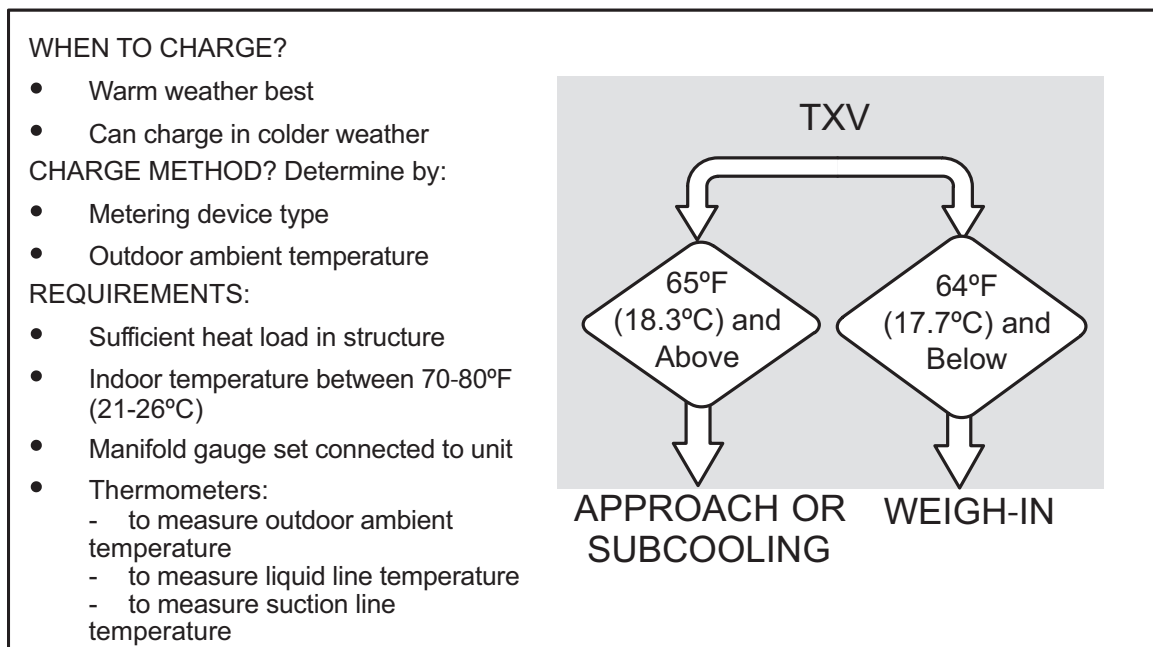 WHEN TO CHARGE?
• Warm weather best
• Can charge in colder weather
CHARGE METHOD? Determine by:
• Metering device type
• Outdoor ambient temperature
REQUIREMENTS:
• Sufficient heat load in structure
• Indoor temperature between 70-80ºF
(21-26ºC)
• Manifold gauge set connected to unit
• Thermometers:
- to measure outdoor ambient
temperature
- to measure liquid line temperature
- to measure suction line
temperature
TXV
65ºF
(18.3ºC) and
Above
64ºF
(17.7ºC) and
Below
APPROACH OR
SUBCOOLING
WEIGH-IN